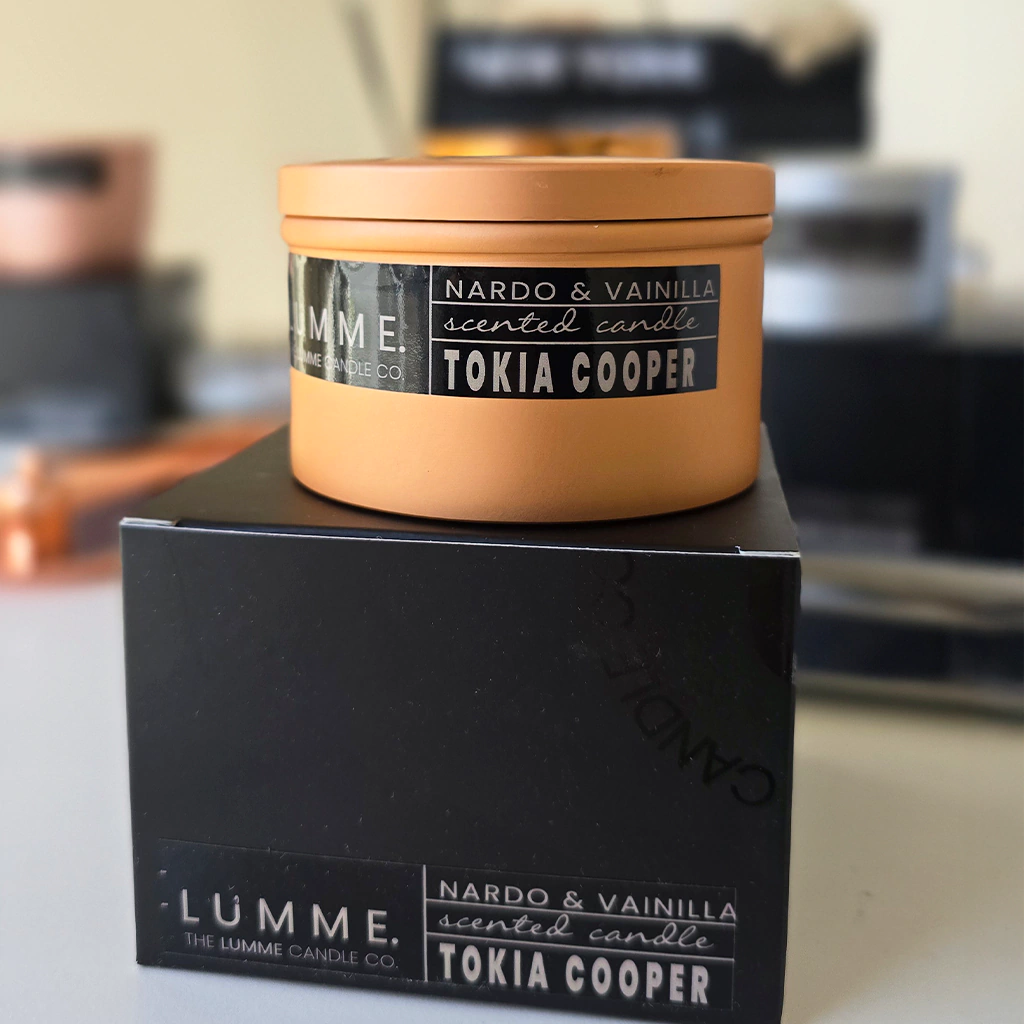 LUMME.
LUMME CANDLE CO.
NARDO & VAINILLA
scented candle
TOKIA COOPER
CANDLE
LUMME.
THE LUMME CANDLE CO.
NARDO & VAINILLA
scented candle
TOKIA COOPER